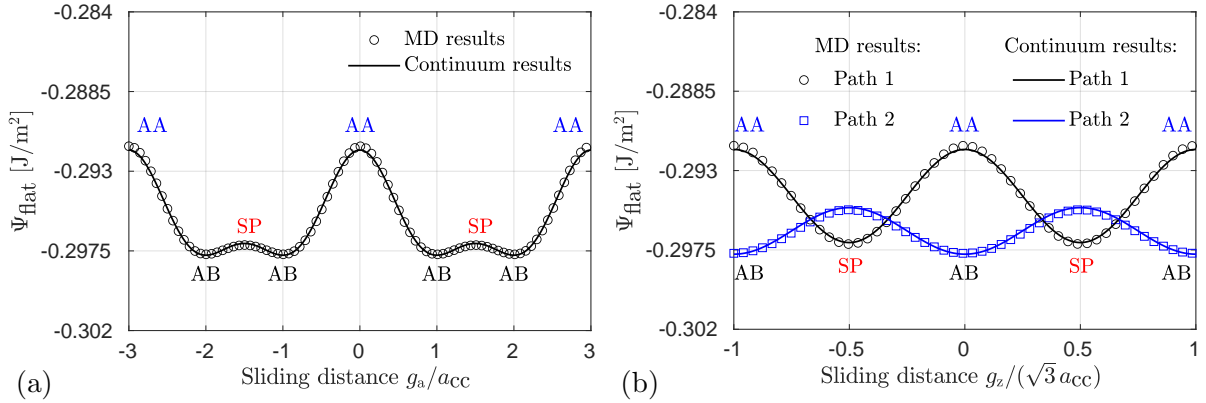 -0.284
-0.2885
-0.293
-0.2975
-0.302
Ψflat [J/m²]
MD results
Continuum results
AA AA AA
SP SP
AB AB AB AB
-3 -2 -1 0 1 2 3
Sliding distance gₐ/a_CC
(a)
-0.284
-0.2885
-0.293
-0.2975
-0.302
Ψflat [J/m²]
MD results: Continuum results:
Path 1 Path 1
Path 2 Path 2
AA AA AA
SP SP
AB AB AB
-1 -0.5 0 0.5 1
Sliding distance g_z/(√3 a_CC)
(b)